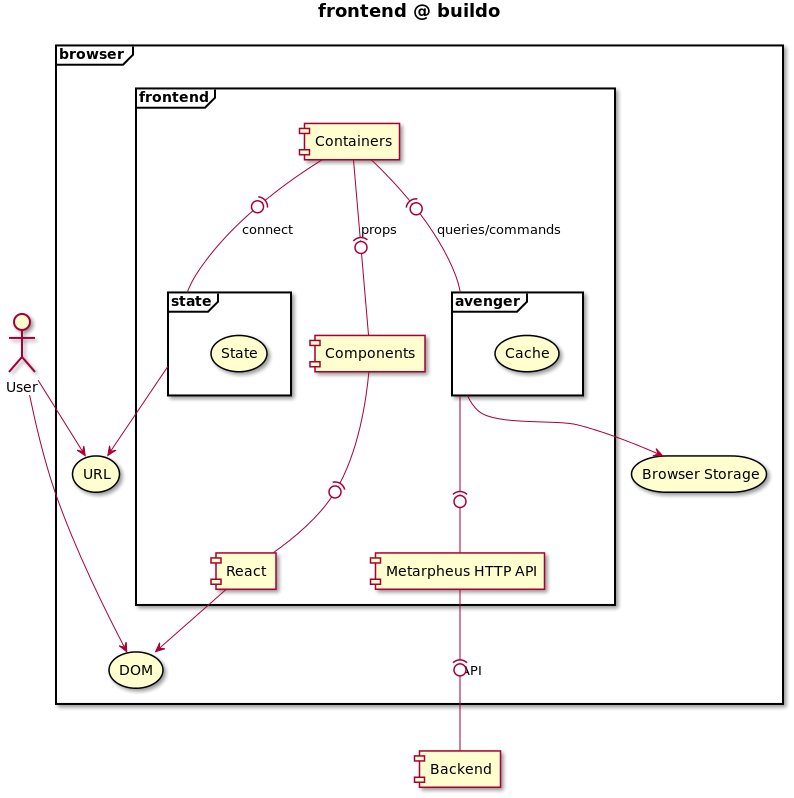 frontend @ buildo
browser
frontend
Containers
connect
props
queries/commands
state
avenger
State
Components
Cache
User
URL
Browser Storage
React
Metarpheus HTTP API
DOM
API
Backend